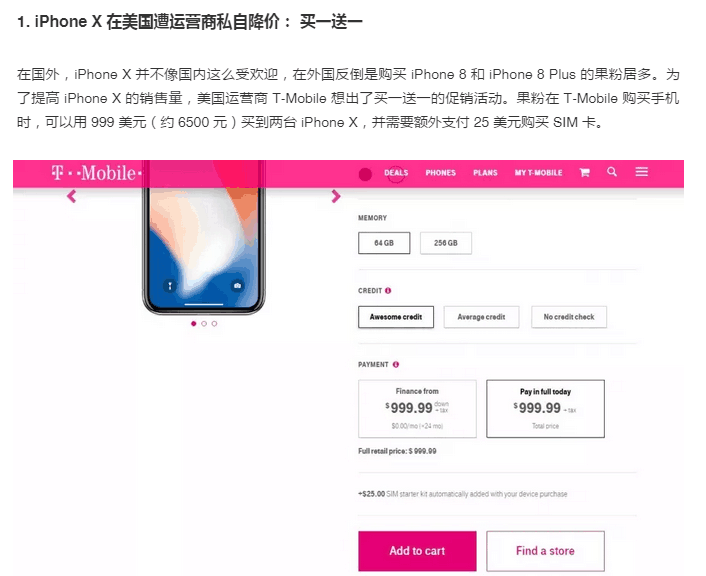 1. iPhone X 在美国遭运营商私自降价： 买一送一
在国外，iPhone X 并不像国内这么受欢迎，在外国反倒是购买 iPhone 8 和 iPhone 8 Plus 的果粉居多。为
了提高 iPhone X 的销售量，美国运营商 T-Mobile 想出了买一送一的促销活动。果粉在 T-Mobile 购买手机
时，可以用 999 美元（约 6500 元）买到两台 iPhone X，并需要额外支付 25 美元购买 SIM 卡。
T··Mobile· DEALS PHONES PLANS MY T-MOBILE
MEMORY
64 GB 256 GB
CREDIT
Awesome credit Average credit No credit check
PAYMENT
Finance from Pay in full today
$999.99 down +tax $999.99 +tax
$0.00/mo (×24 mo) Total price
Full retail price: $999.99
+$25.00 SIM starter kit automatically added with your device purchase
Add to cart Find a store